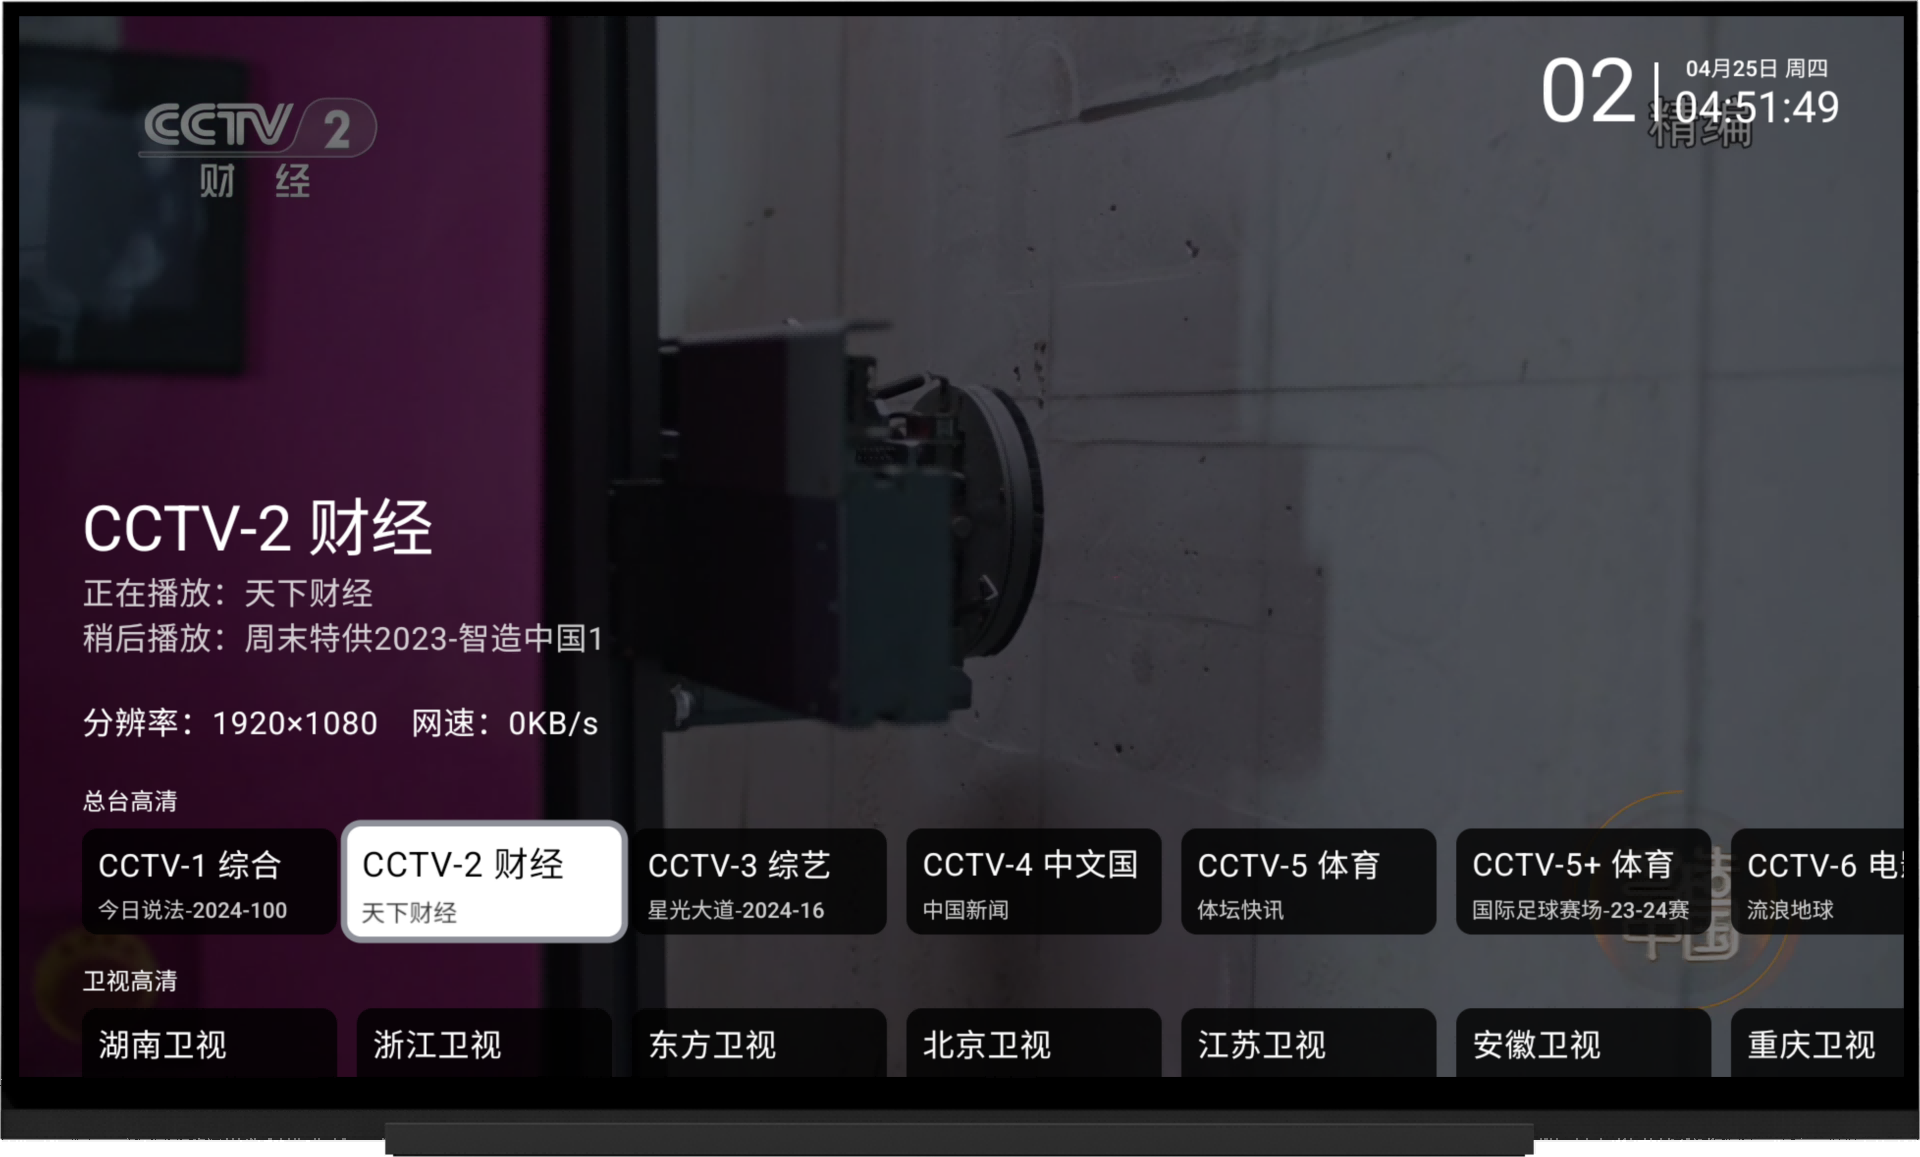 CCTV 2
财 经
02
04月25日 周四
04:51:49
精编
CCTV-2 财经
正在播放：天下财经
稍后播放：周末特供2023-智造中国1
分辨率：1920×1080 网速：0KB/s
总台高清
CCTV-1 综合
今日说法-2024-100
CCTV-2 财经
天下财经
CCTV-3 综艺
星光大道-2024-16
CCTV-4 中文国
中国新闻
CCTV-5 体育
体坛快讯
CCTV-5+ 体育
国际足球赛场-23-24赛
CCTV-6 电
流浪地球
中国
卫视高清
湖南卫视
浙江卫视
东方卫视
北京卫视
江苏卫视
安徽卫视
重庆卫视